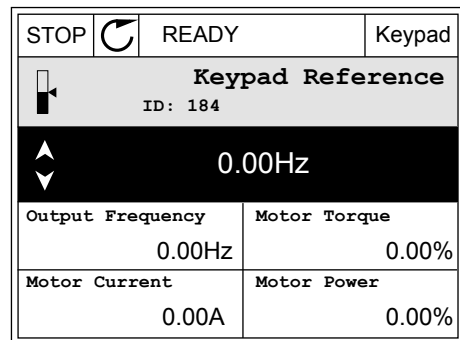 STOP READY Keypad
Keypad Reference
ID: 184
0.00Hz
Output Frequency Motor Torque
0.00Hz 0.00%
Motor Current Motor Power
0.00A 0.00%